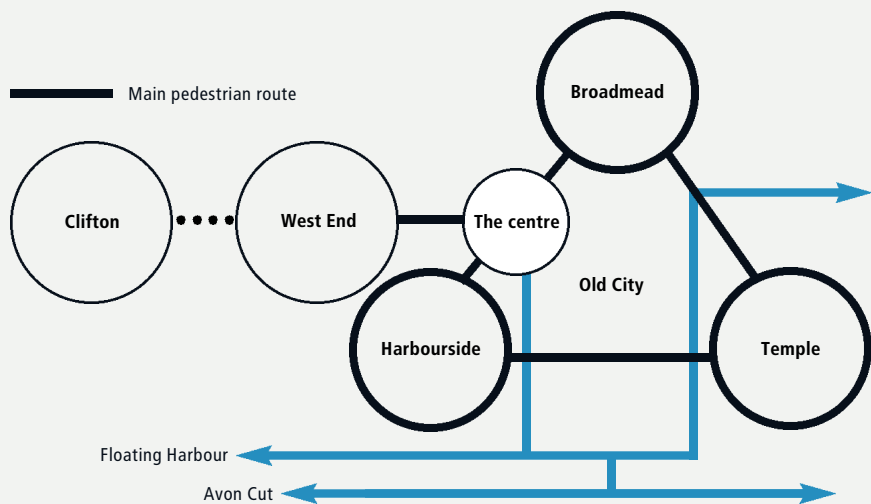 Broadmead
Main pedestrian route
Clifton
West End
The centre
Old City
Harbourside
Temple
Floating Harbour
Avon Cut